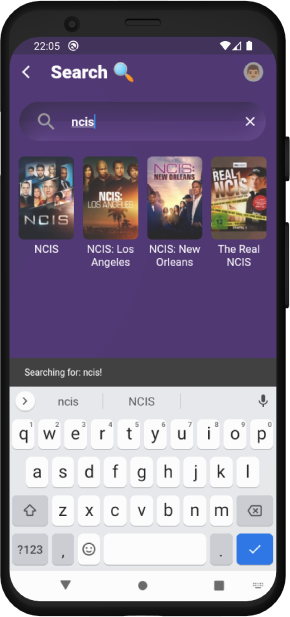 22:05
Search
ncis
NCIS
NCIS:
LOS ANGELES
NCIS:
NEW ORLEANS
REAL
NCIS
NCIS
NCIS: Los
Angeles
NCIS: New
Orleans
The Real
NCIS
Searching for: ncis!
ncis NCIS
1 2 3 4 5 6 7 8 9 0
q w e r t y u i o p
a s d f g h j k l
z x c v b n m
?123 , .